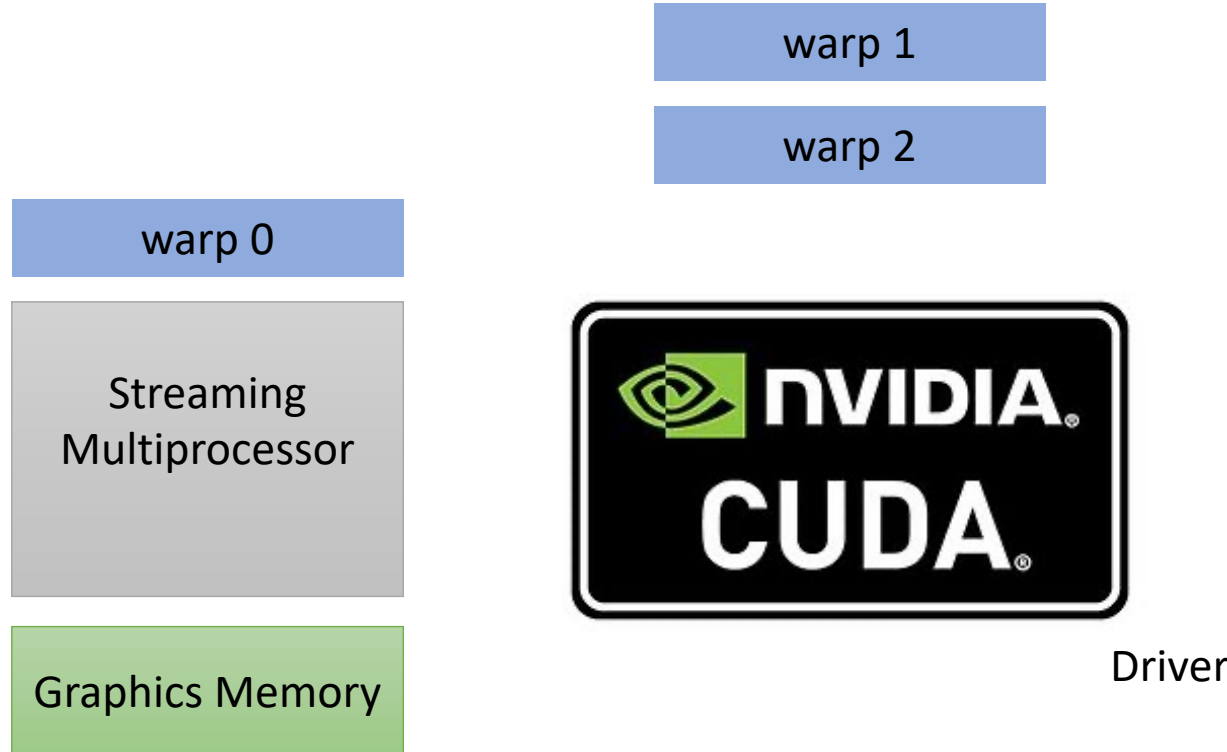 warp 1
warp 2
warp 0
Streaming
Multiprocessor
nVIDIA.®
CUDA.®
Graphics Memory
Driver